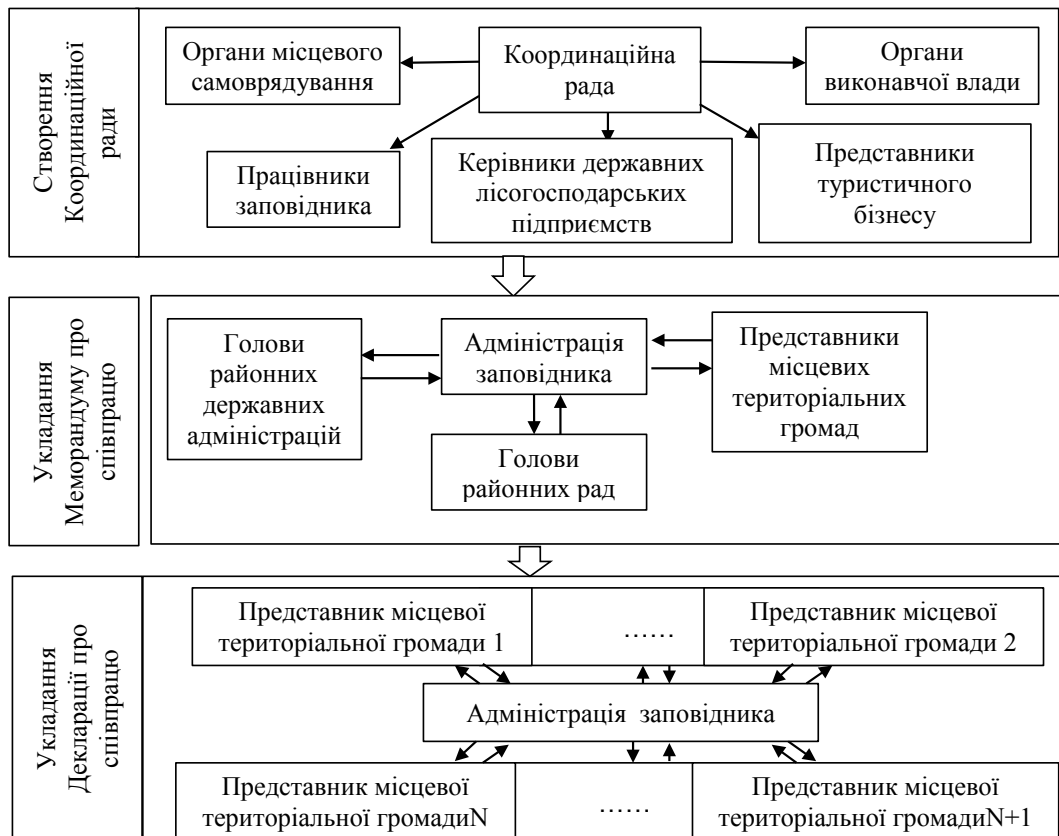 Створення
Координаційної
ради
Органи місцевого
самоврядування
Координаційна
рада
Органи
виконавчої влади
Працівники
заповідника
Керівники державних
лісогосподарських
підприємств
Представники
туристичного
бізнесу
Укладання
Меморандуму про
співпрацю
Голови
районних
державних
адміністрацій
Адміністрація
заповідника
Представники
місцевих
територіальних
громад
Голови
районних рад
Укладання
Декларації про
співпрацю
Представник місцевої
територіальної громади 1
......
Представник місцевої
територіальної громади 2
Адміністрація заповідника
Представник місцевої
територіальної громадиN
......
Представник місцевої
територіальної громадиN+1